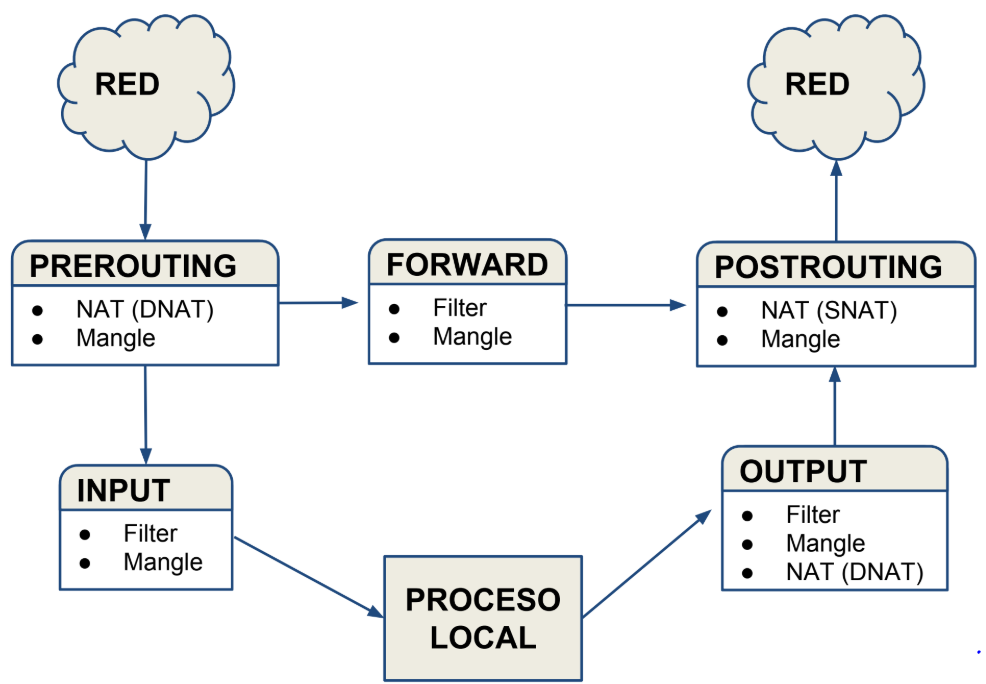 RED
RED
PREROUTING
● NAT (DNAT)
● Mangle
FORWARD
● Filter
● Mangle
POSTROUTING
● NAT (SNAT)
● Mangle
INPUT
● Filter
● Mangle
PROCESO
LOCAL
OUTPUT
● Filter
● Mangle
● NAT (DNAT)